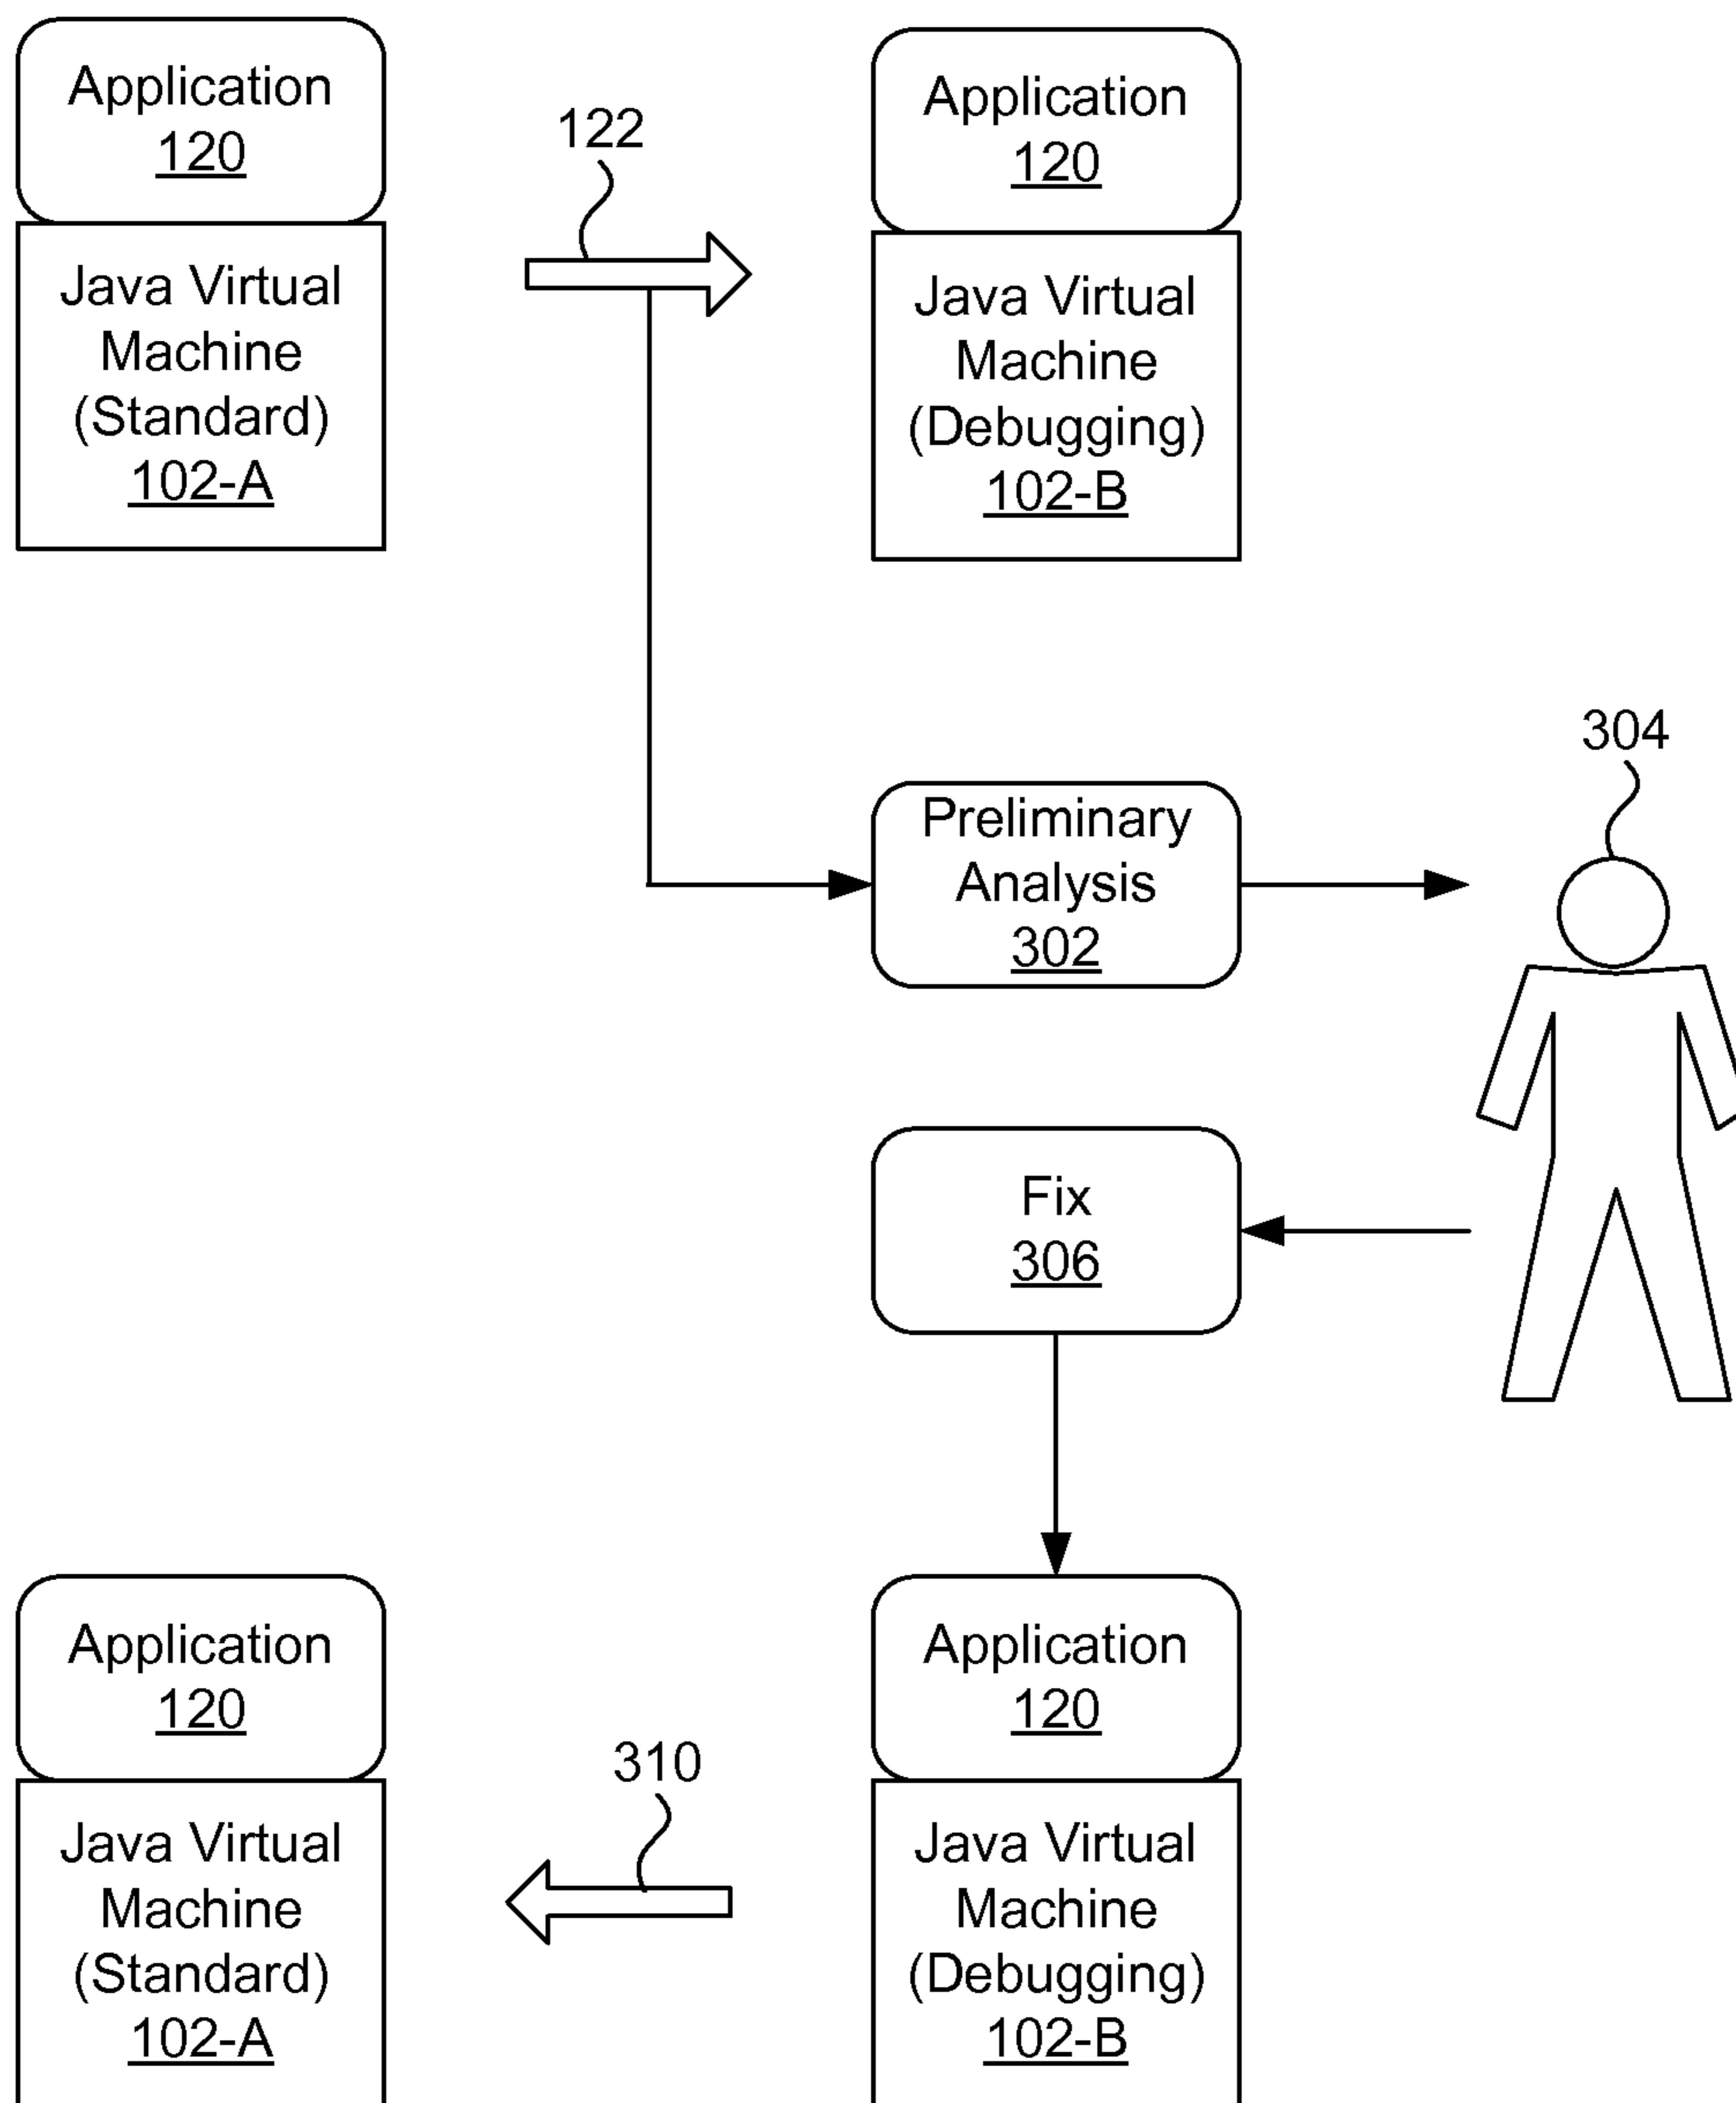 Application
120
Java Virtual
Machine
(Standard)
102-A
122
Application
120
Java Virtual
Machine
(Debugging)
102-B
304
Preliminary
Analysis
302
Fix
306
Application
120
Java Virtual
Machine
(Standard)
102-A
310
Application
120
Java Virtual
Machine
(Debugging)
102-B